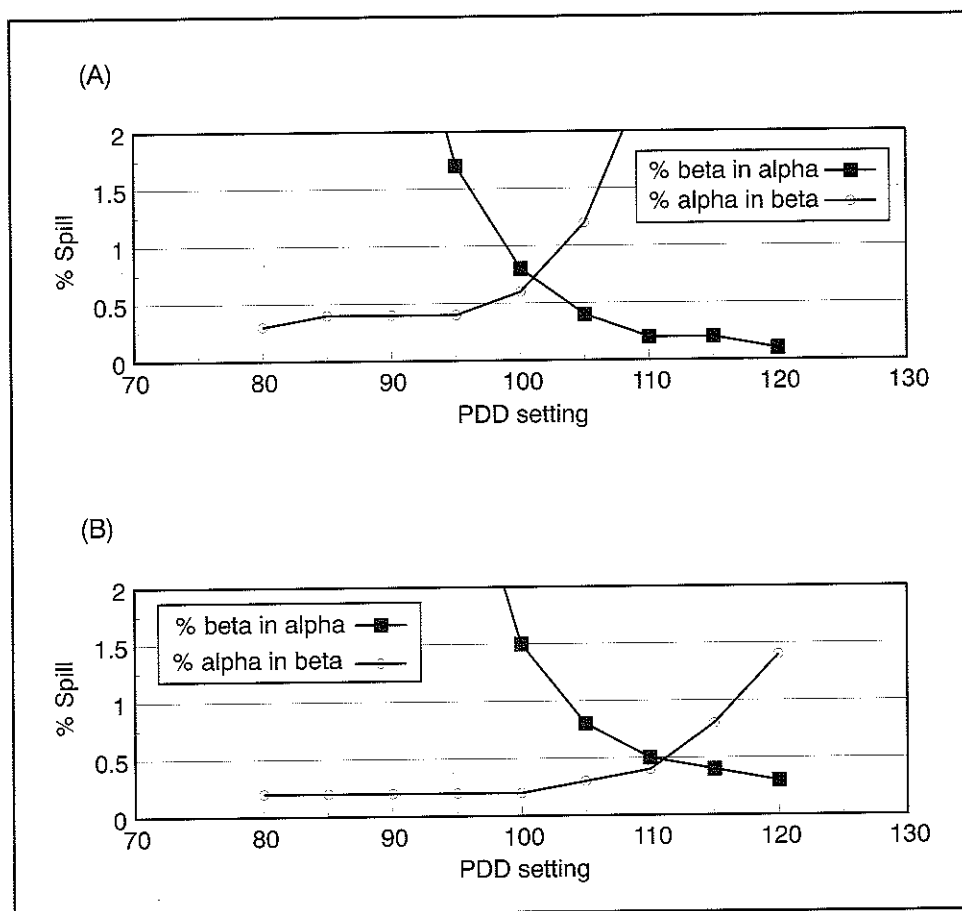 (A)
2
1.5
1
0.5
0
% Spill
% beta in alpha
% alpha in beta
70 80 90 100 110 120 130
PDD setting
(B)
2
1.5
1
0.5
0
% Spill
% beta in alpha
% alpha in beta
70 80 90 100 110 120 130
PDD setting